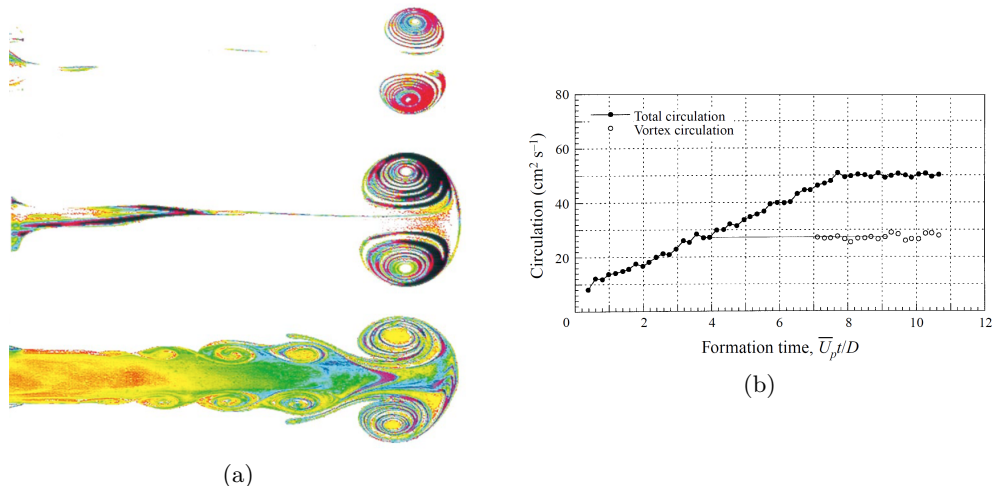 80
60
40
20
0
2
4
6
8
10
12
Circulation (cm² s⁻¹)
Total circulation
Vortex circulation
Formation time, U̅ₚt/D
(a)
(b)